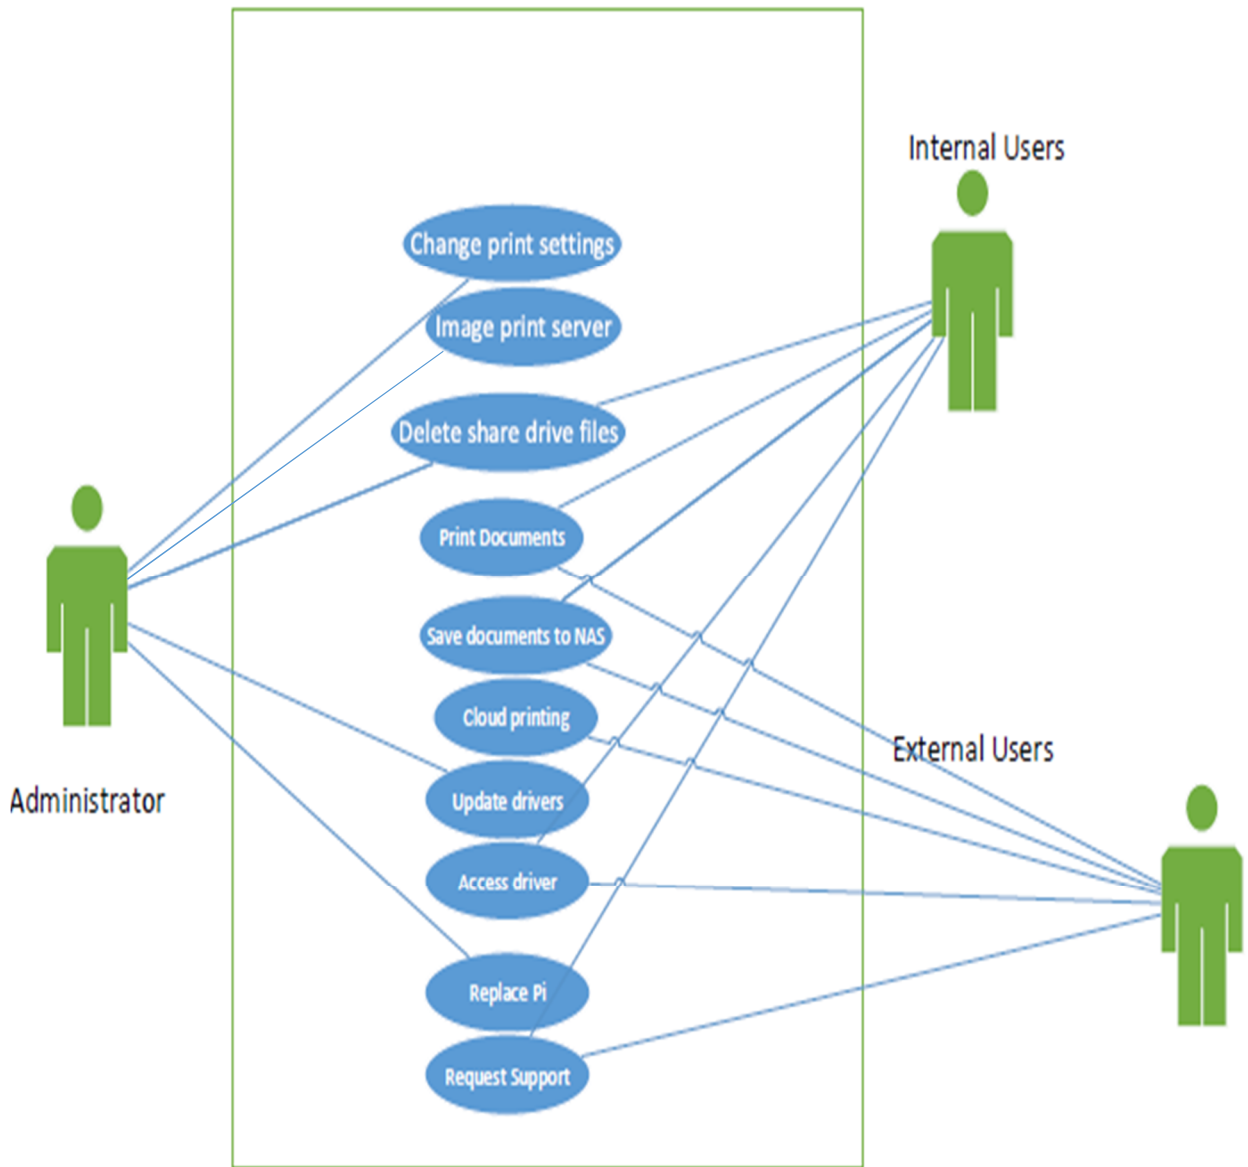 Internal Users
Change print settings
Image print server
Delete share drive files
Print Documents
Save documents to NAS
Cloud printing
External Users
Update drivers
Administrator
Access driver
Replace Pi
Request Support